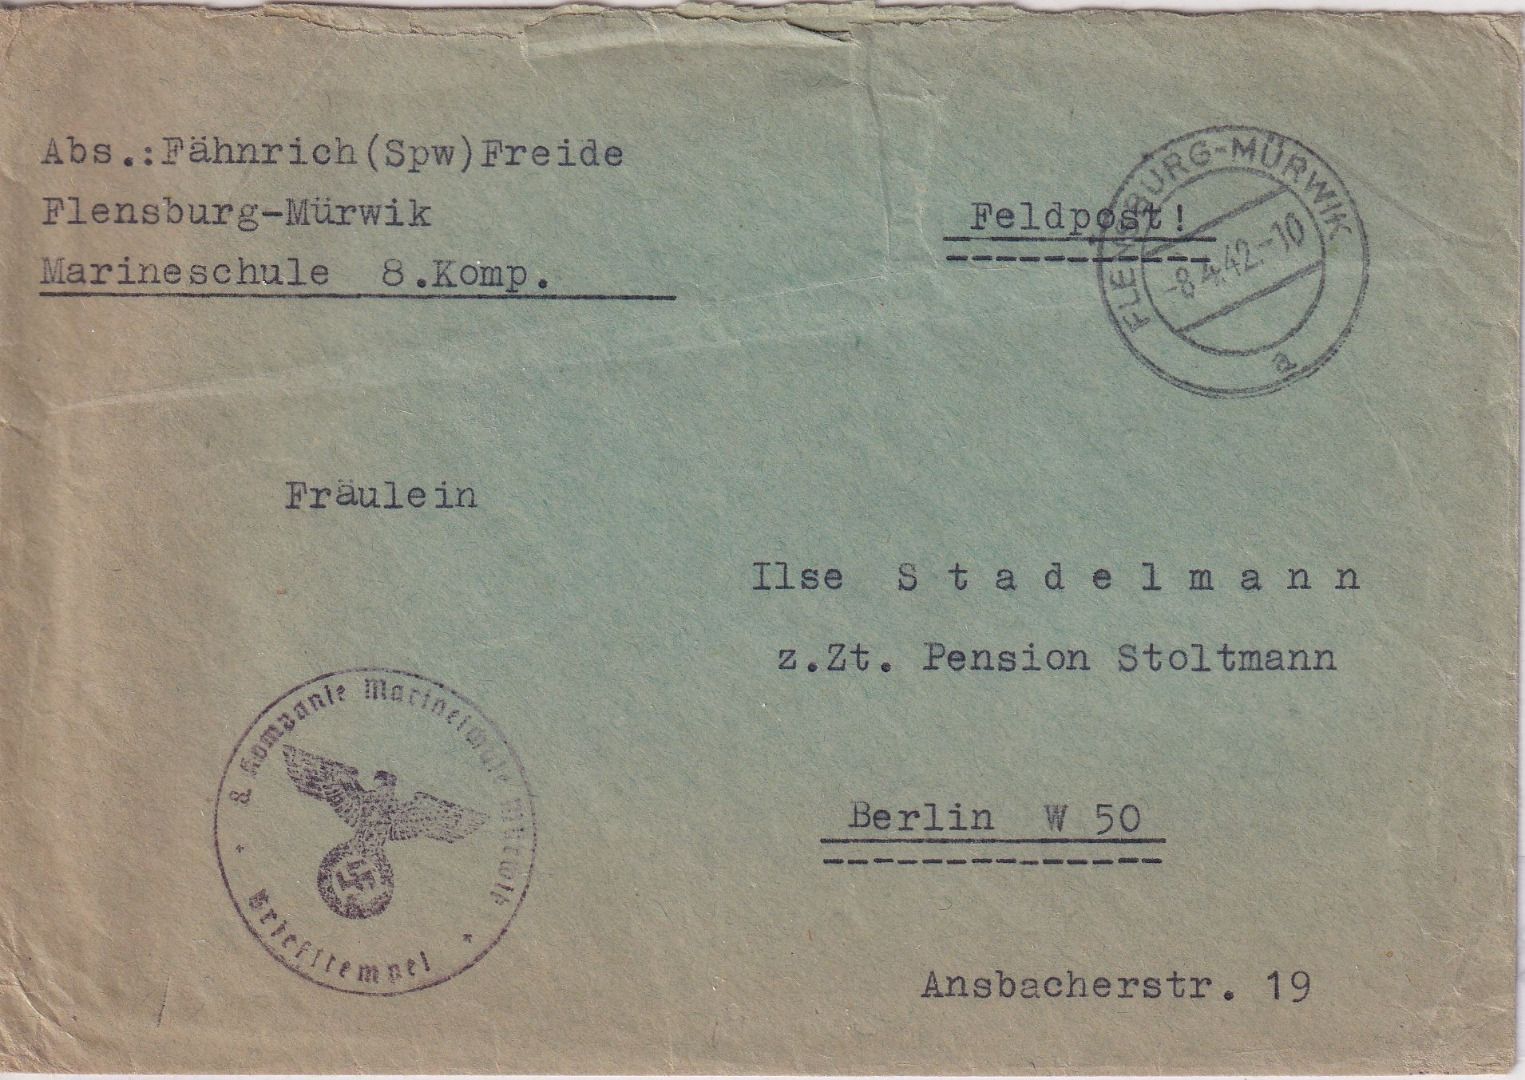 Abs.:Fähnrich(Spw)Freide
Flensburg-Mürwik
Marineschule 8.Komp.
Feldpost!
FLENSBURG-MÜRWIK
-8.4.42.-10
a
Fräulein
Ilse S t a d e l m a n n
z.Zt. Pension Stoltmann
Berlin W 50
Ansbacherstr. 19
8. Kompanie Marineschule Mürwik
Briefstempel